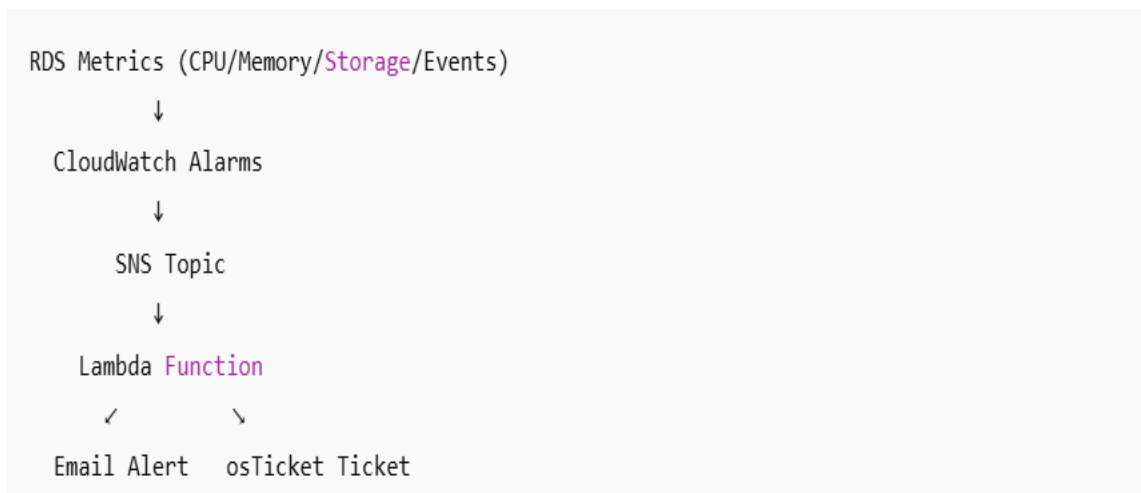 RDS Metrics (CPU/Memory/Storage/Events)
↓
CloudWatch Alarms
↓
SNS Topic
↓
Lambda Function
↙ ↘
Email Alert osTicket Ticket